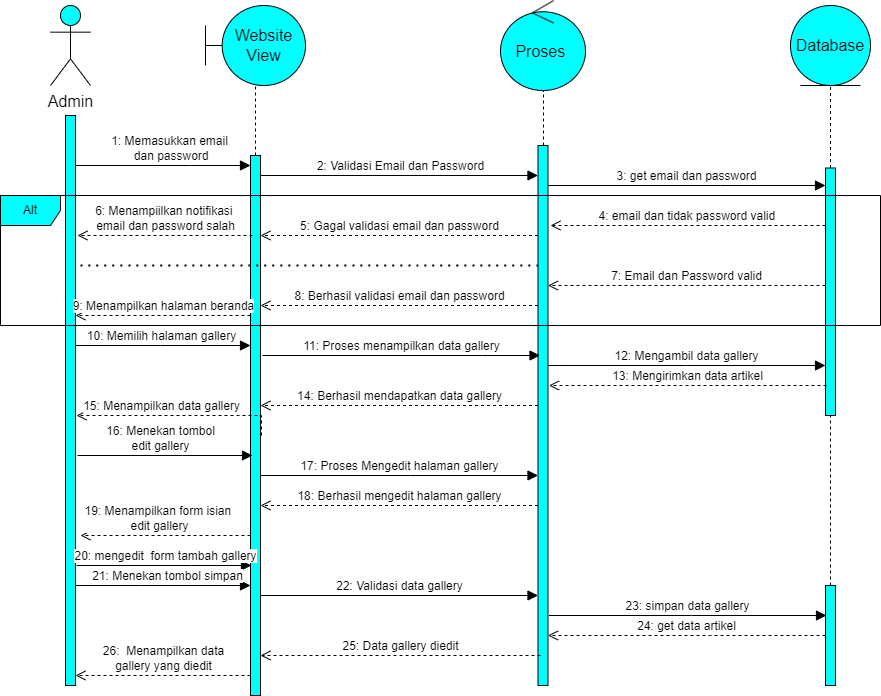 Website
View
Proses
Database
Admin
1: Memasukkan email
dan password
2: Validasi Email dan Password
3: get email dan password
Alt
6: Menampiilkan notifikasi
email dan password salah
5: Gagal validasi email dan password
4: email dan tidak password valid
7: Email dan Password valid
8: Berhasil validasi email dan password
9: Menampilkan halaman beranda
10: Memilih halaman gallery
11: Proses menampilkan data gallery
12: Mengambil data gallery
13: Mengirimkan data artikel
14: Berhasil mendapatkan data gallery
15: Menampilkan data gallery
16: Menekan tombol
edit gallery
17: Proses Mengedit halaman gallery
18: Berhasil mengedit halaman gallery
19: Menampilkan form isian
edit gallery
20: mengedit  form tambah gallery
21: Menekan tombol simpan
22: Validasi data gallery
23: simpan data gallery
24: get data artikel
25: Data gallery diedit
26:  Menampilkan data
gallery yang diedit